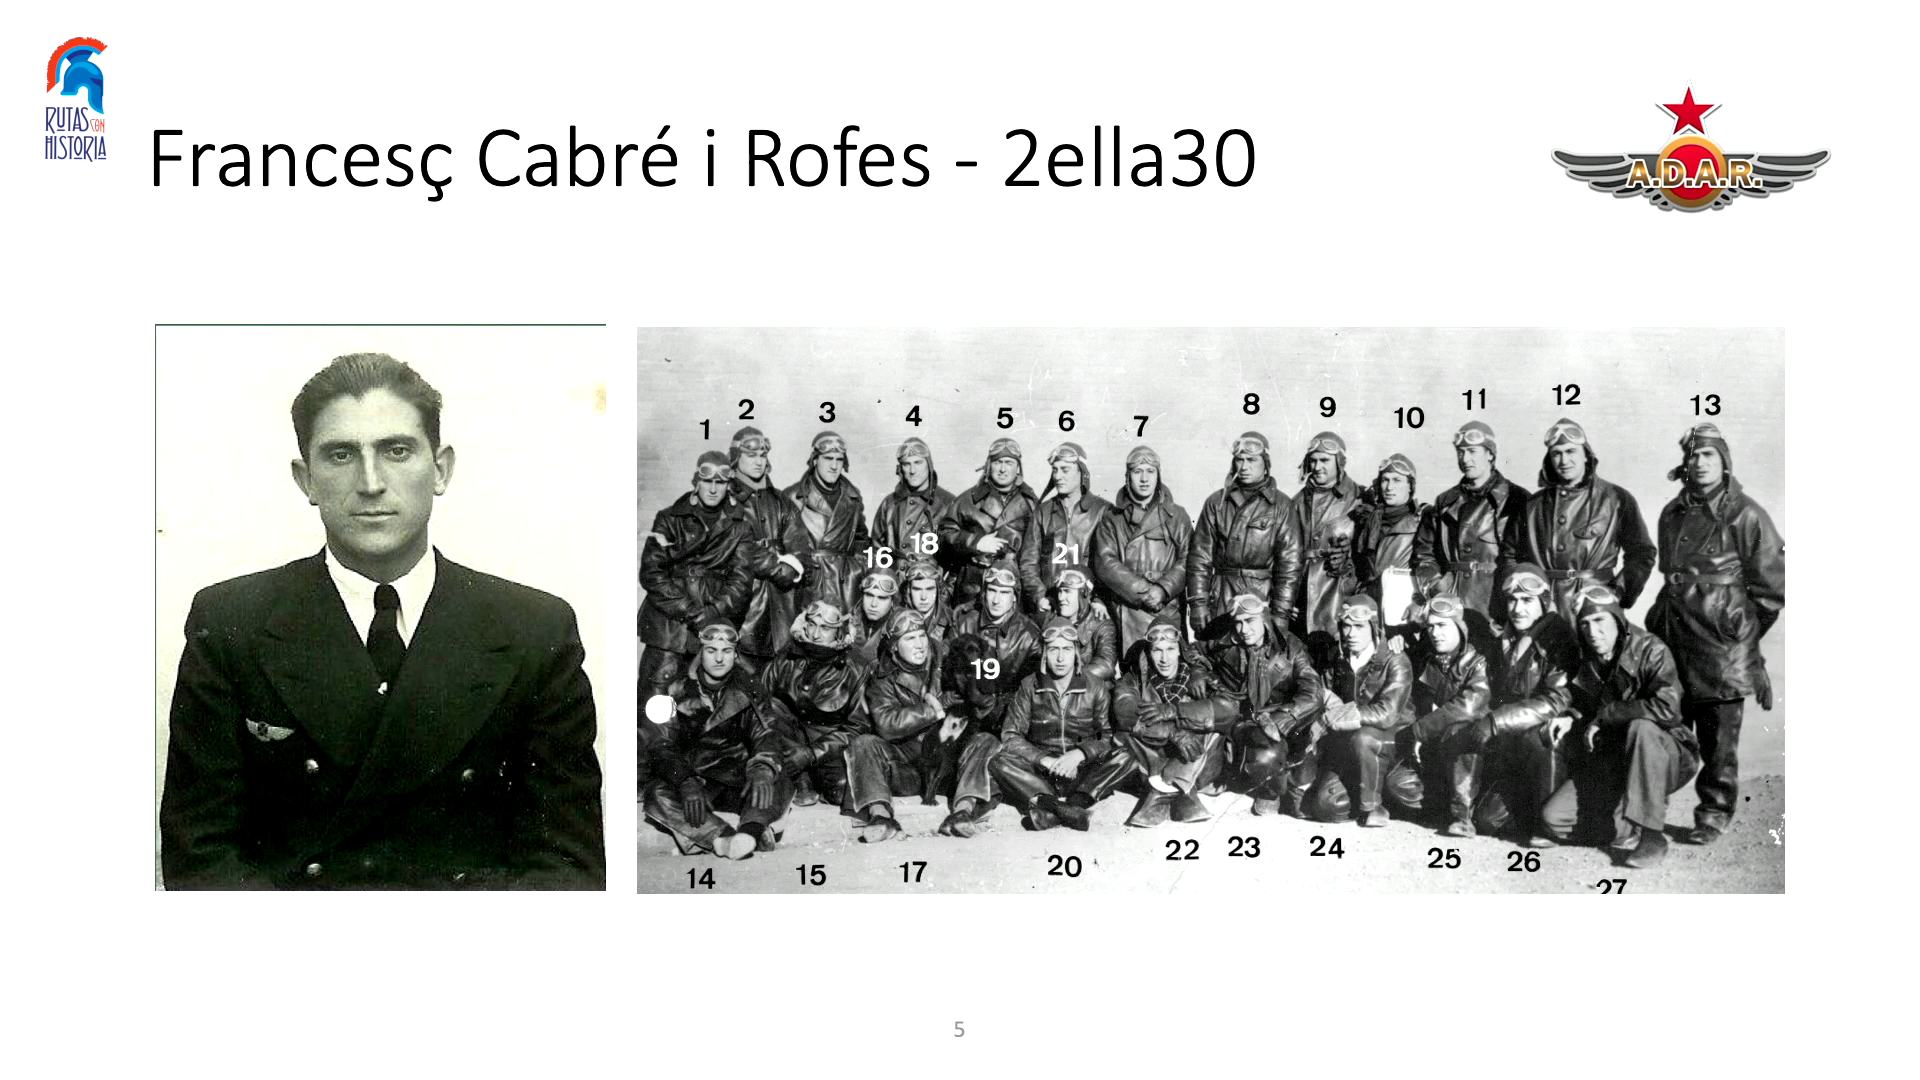 RUTAS CON
HISTORIA
Francesç Cabré i Rofes - 2ella30
A.D.A.R.
1 2 3 4 5 6 7 8 9 10 11 12 13
16 18 21
19
14 15 17 20 22 23 24 25 26 27
5